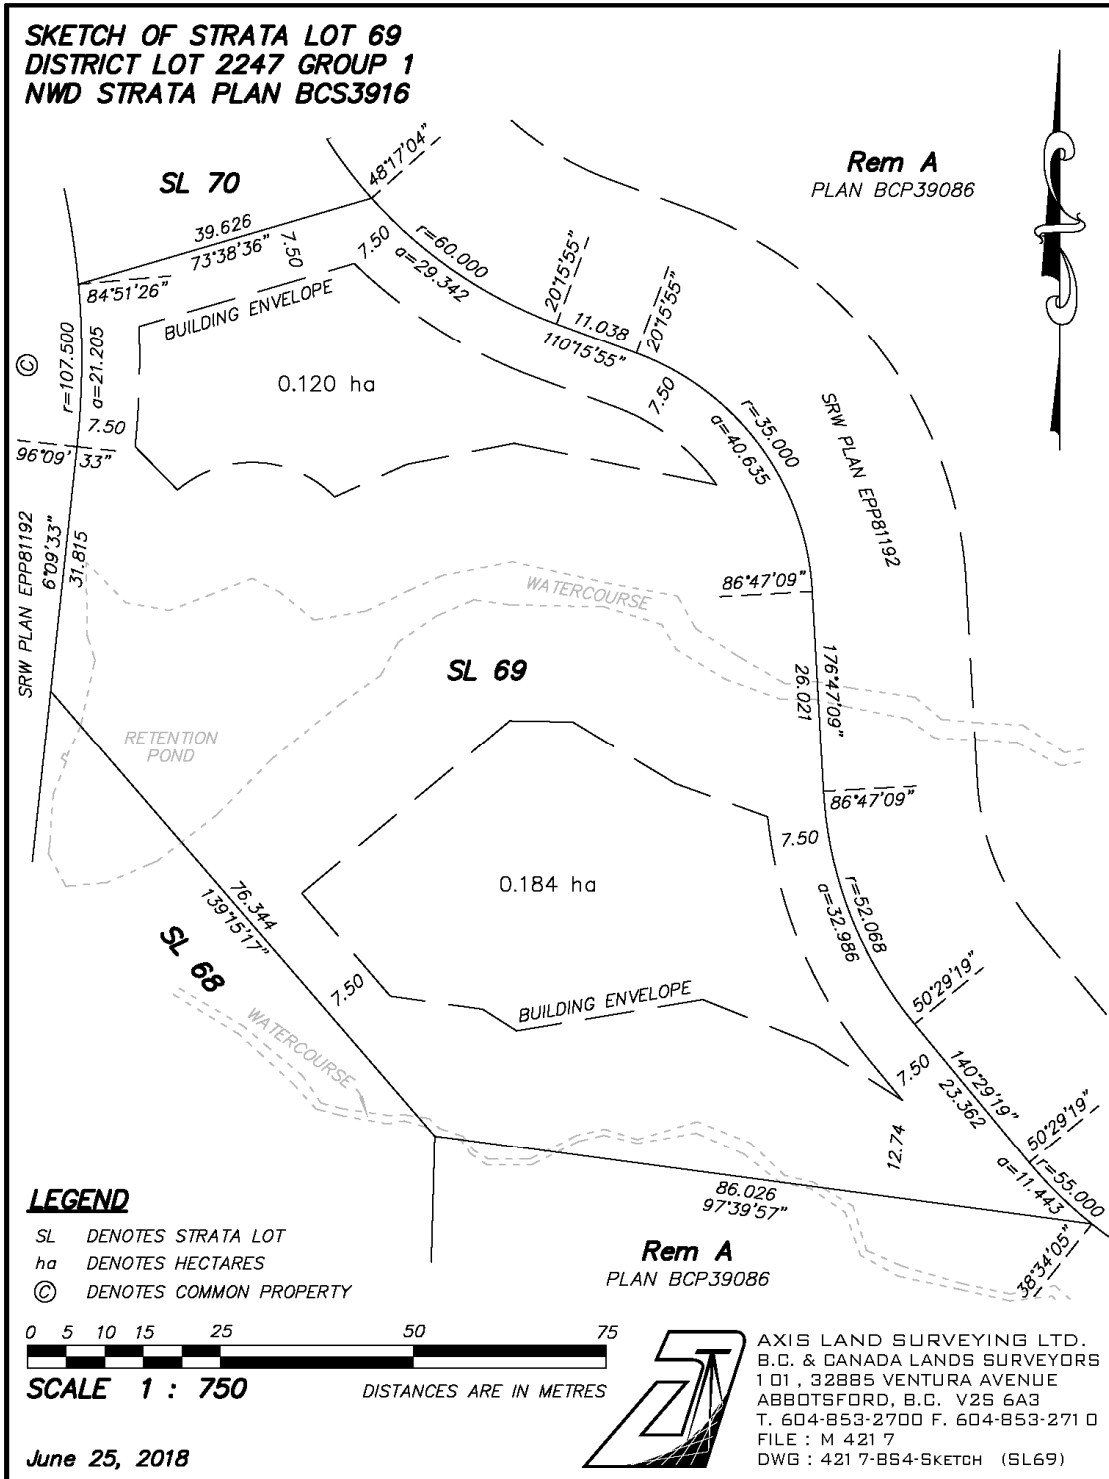 SKETCH OF STRATA LOT 69
DISTRICT LOT 2247 GROUP 1
NWD STRATA PLAN BCS3916
Rem A
PLAN BCP39086
SL 70
48°17'04"
39.626
73°38'36"
7.50
7.50
r=60.000
a=29.342
20°15'55"
20°15'55"
11.038
110°15'55"
84°51'26"
BUILDING ENVELOPE
0.120 ha
r=107.500
a=21.205
©
7.50
96°09'33"
7.50
r=35.000
a=40.635
SRW PLAN EPP81192
SRW PLAN EPP81192
6°09'33"
31.815
86°47'09"
WATERCOURSE
SL 69
176°47'09"
26.021
RETENTION
POND
86°47'09"
7.50
0.184 ha
r=52.068
a=32.986
76.344
139°15'17"
SL 68
7.50
50°29'19"
BUILDING ENVELOPE
WATERCOURSE
7.50
140°29'19"
23.362
12.74
50°29'19"
r=55.000
a=11.443
86.026
97°39'57"
38°34'05"
Rem A
PLAN BCP39086
LEGEND
SL DENOTES STRATA LOT
ha DENOTES HECTARES
© DENOTES COMMON PROPERTY
0 5 10 15 25 50 75
SCALE 1 : 750 DISTANCES ARE IN METRES
June 25, 2018
AXIS LAND SURVEYING LTD.
B.C. & CANADA LANDS SURVEYORS
101, 32885 VENTURA AVENUE
ABBOTSFORD, B.C. V2S 6A3
T. 604-853-2700 F. 604-853-2710
FILE : M 4217
DWG : 4217-BS4-SKETCH (SL69)